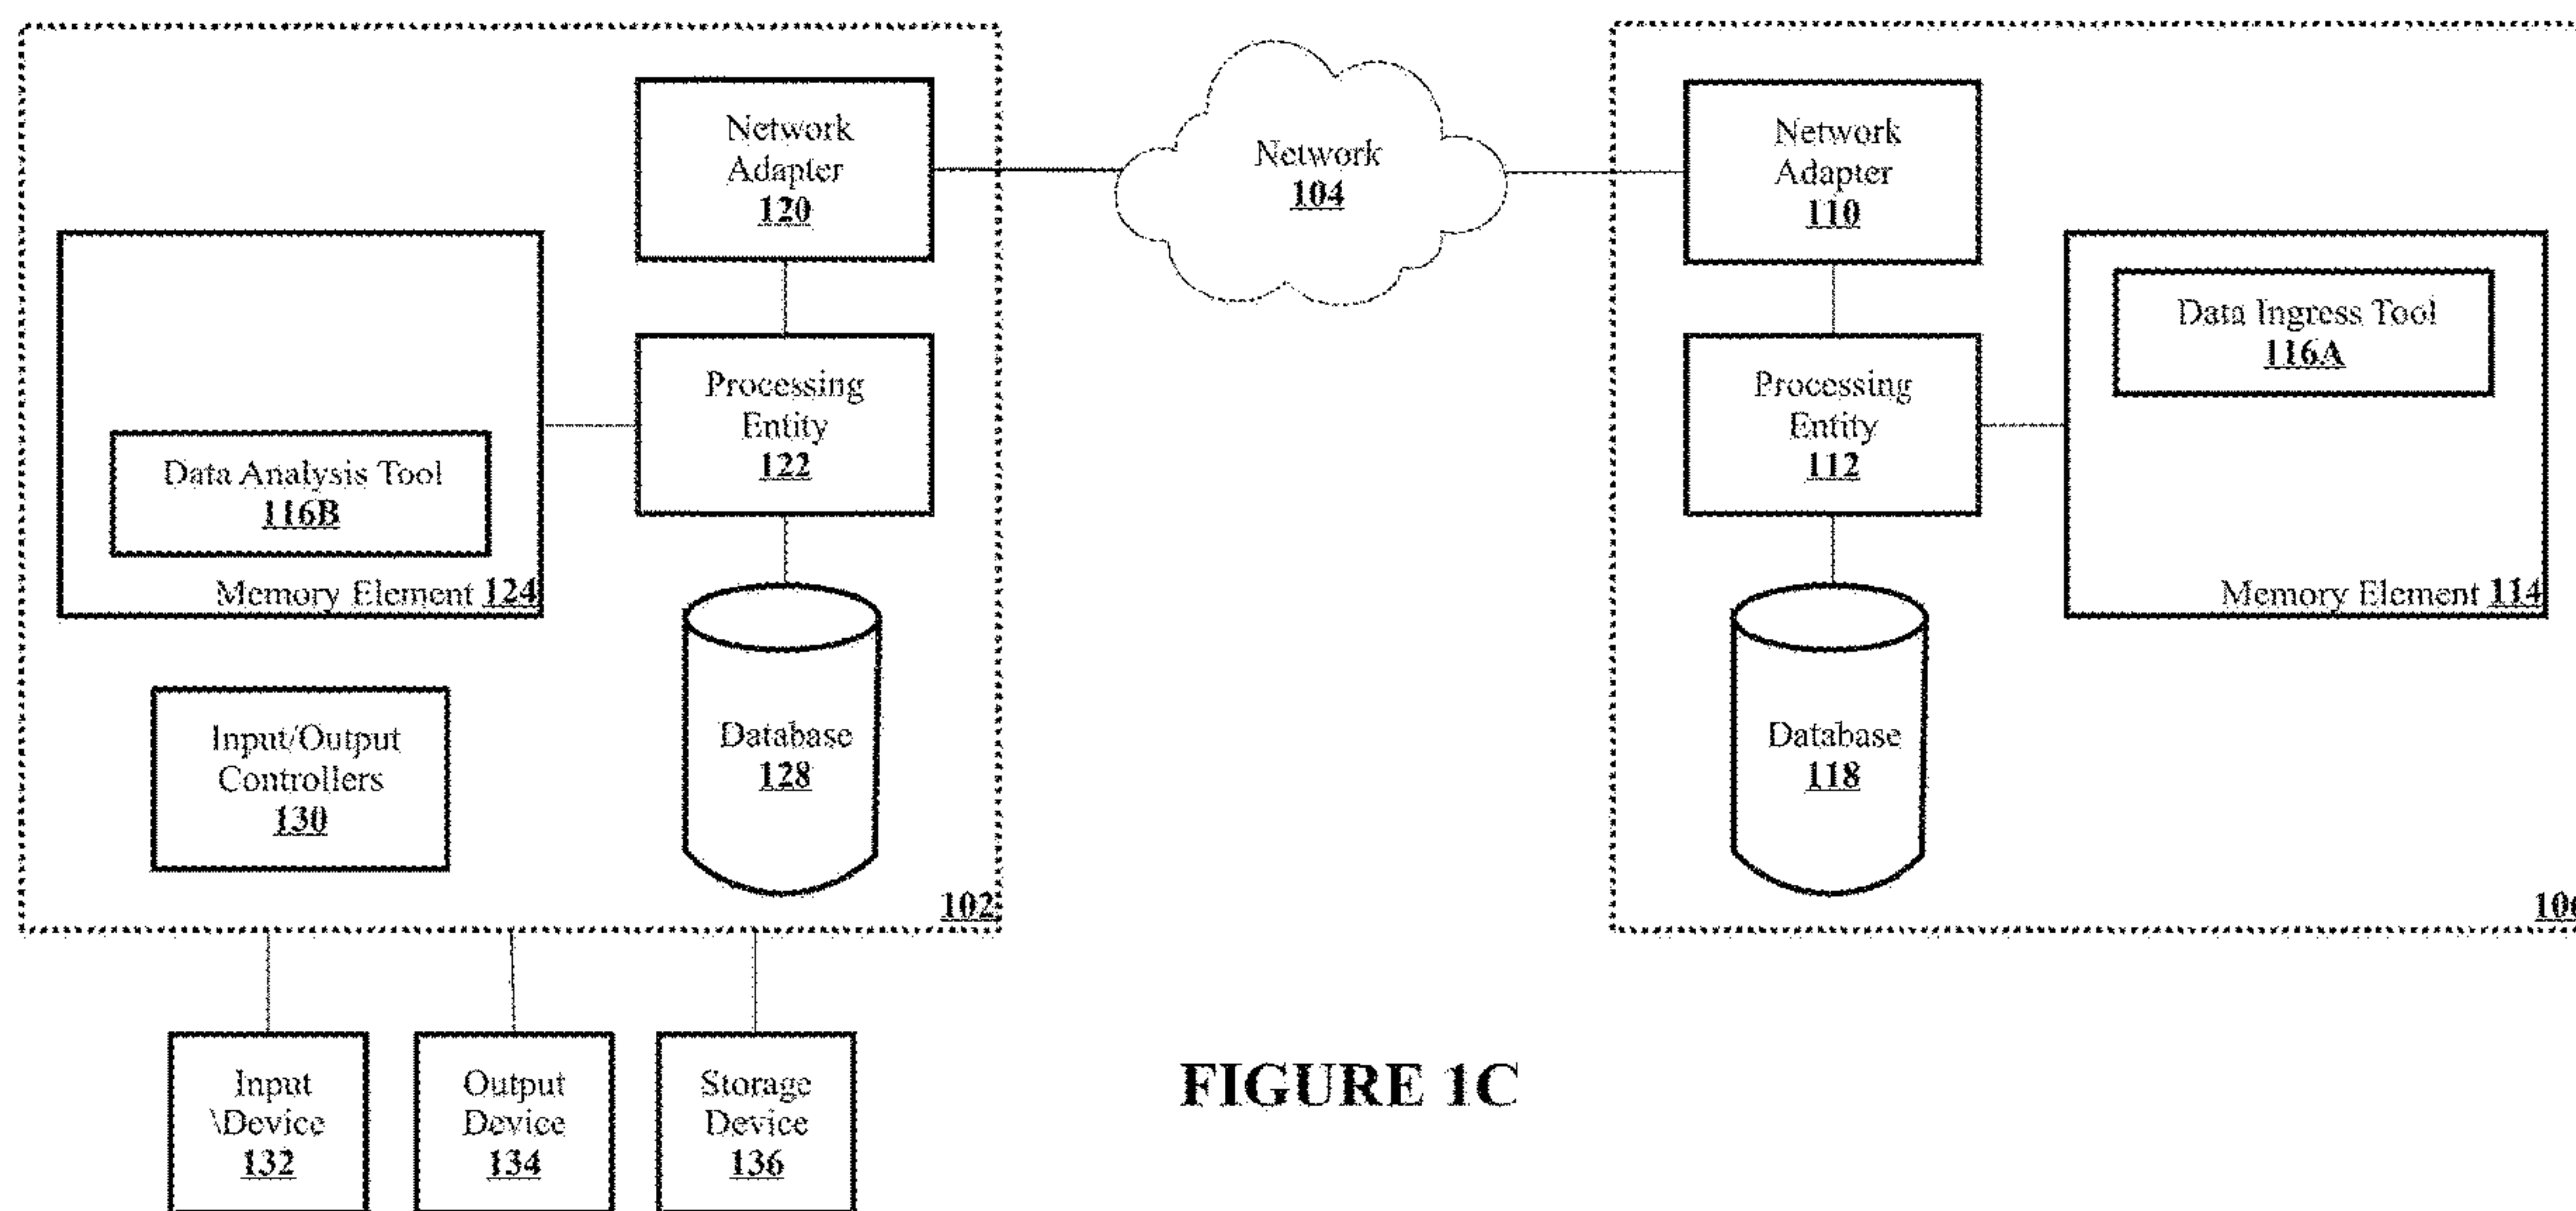 Network
Adapter
120
Processing
Entity
122
Data Analysis Tool
116B
Memory Element 124
Input/Output
Controllers
130
Database
128
102
Input
\Device
132
Output
Device
134
Storage
Device
136
Network
104
Network
Adapter
110
Processing
Entity
112
Data Ingress Tool
116A
Memory Element 114
Database
118
106
FIGURE 1C